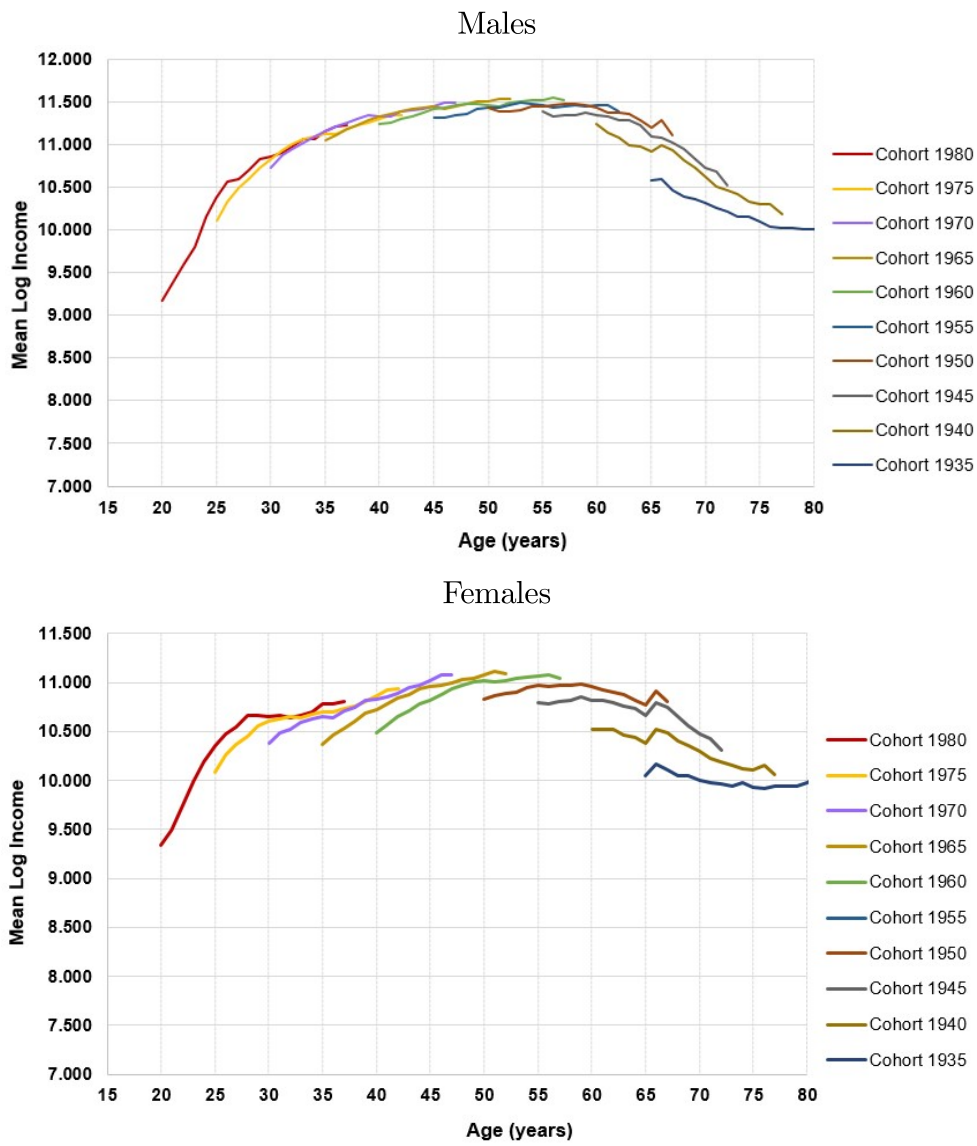 Males
12.000
11.500
11.000
10.500
10.000
9.500
9.000
8.500
8.000
7.500
7.000
Mean Log Income
15 20 25 30 35 40 45 50 55 60 65 70 75 80
Age (years)
Cohort 1980
Cohort 1975
Cohort 1970
Cohort 1965
Cohort 1960
Cohort 1955
Cohort 1950
Cohort 1945
Cohort 1940
Cohort 1935
Females
11.500
11.000
10.500
10.000
9.500
9.000
8.500
8.000
7.500
7.000
Mean Log Income
15 20 25 30 35 40 45 50 55 60 65 70 75 80
Age (years)
Cohort 1980
Cohort 1975
Cohort 1970
Cohort 1965
Cohort 1960
Cohort 1955
Cohort 1950
Cohort 1945
Cohort 1940
Cohort 1935